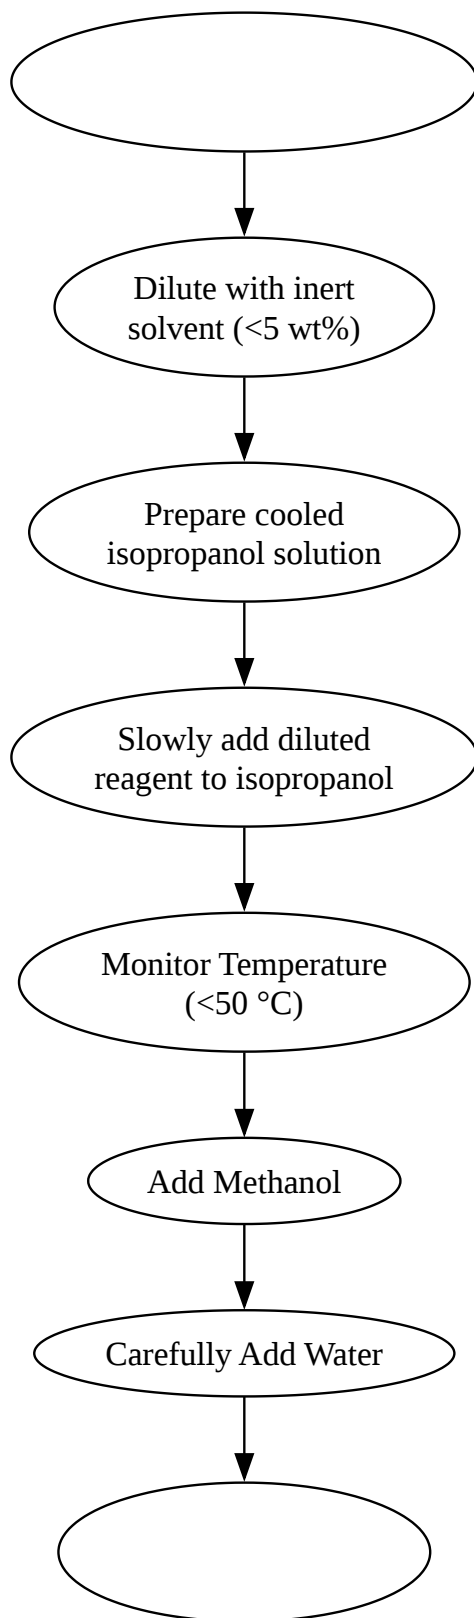 Dilute with inert
solvent (<5 wt%)
Prepare cooled
isopropanol solution
Slowly add diluted
reagent to isopropanol
Monitor Temperature
(<50 °C)
Add Methanol
Carefully Add Water